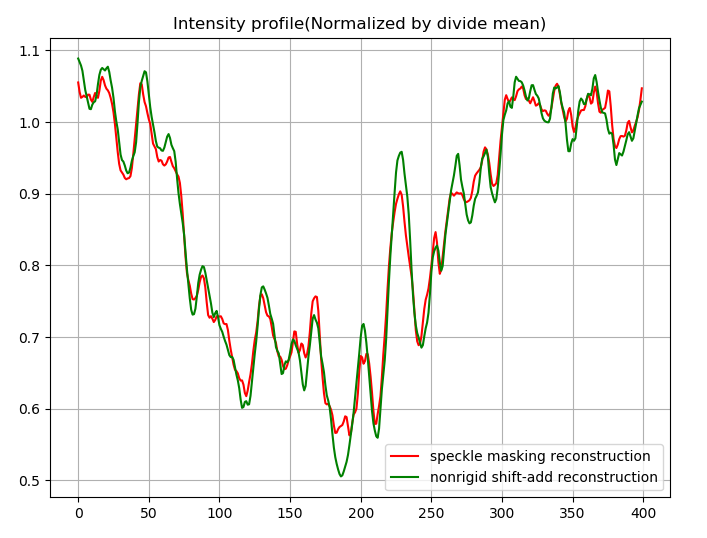 Intensity profile(Normalized by divide mean)
1.1
1.0
0.9
0.8
0.7
0.6
0.5
speckle masking reconstruction
nonrigid shift-add reconstruction
0 50 100 150 200 250 300 350 400